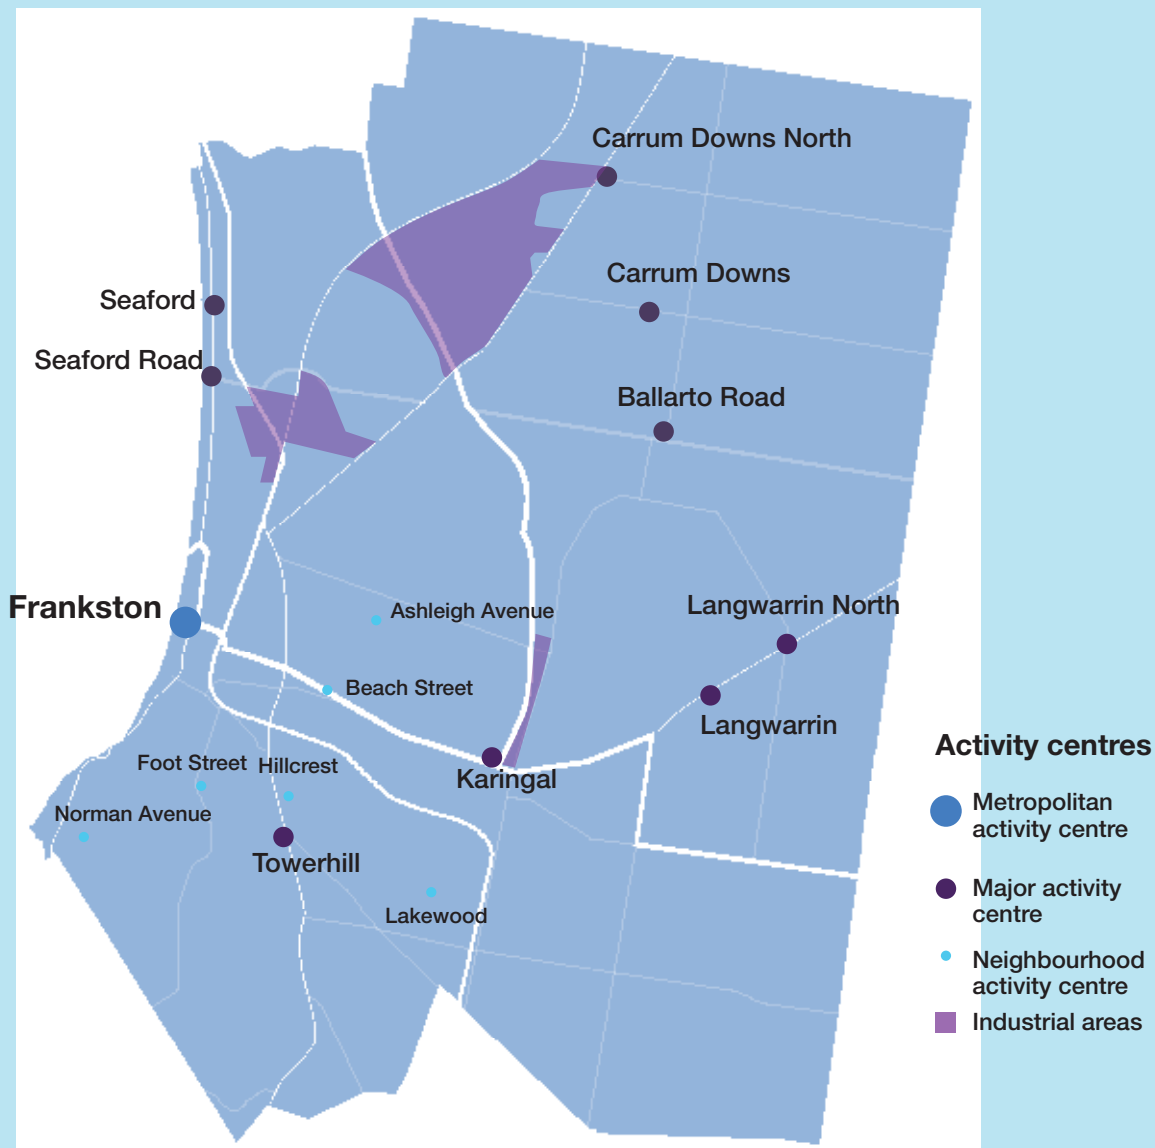 Carrum Downs North
Carrum Downs
Seaford
Seaford Road
Ballarto Road
Frankston
Ashleigh Avenue
Langwarrin North
Beach Street
Langwarrin
Karingal
Foot Street
Hillcrest
Norman Avenue
Towerhill
Lakewood
Activity centres
Metropolitan
activity centre
Major activity
centre
Neighbourhood
activity centre
Industrial areas